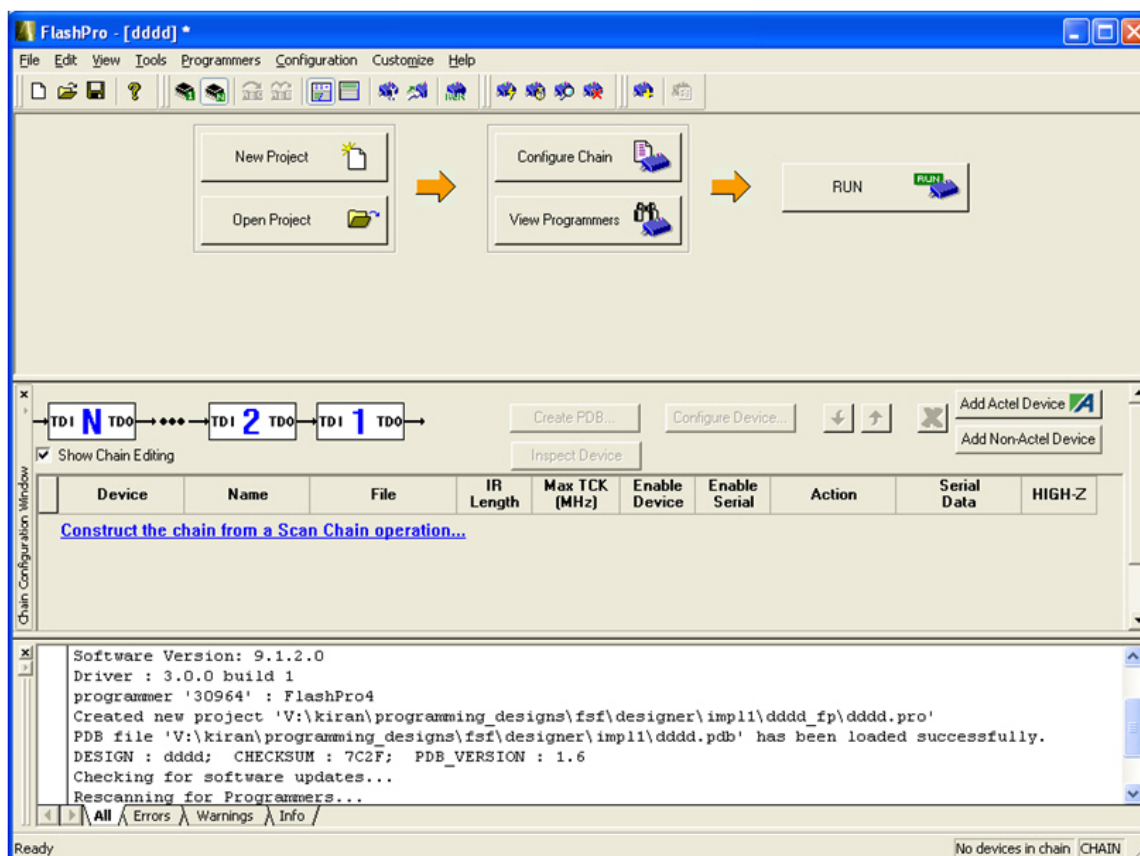 FlashPro - [dddd] *
File Edit View Tools Programmers Configuration Customize Help
New Project
Configure Chain
RUN
RUN
Open Project
View Programmers
TDI N TDO
TDI 2 TDO
TDI 1 TDO
Create PDB...
Configure Device...
Add Actel Device
Add Non-Actel Device
Show Chain Editing
Inspect Device
Chain Configuration Window
Device Name File IR Length Max TCK (MHz) Enable Device Enable Serial Action Serial Data HIGH-Z
Construct the chain from a Scan Chain operation...
Software Version: 9.1.2.0
Driver : 3.0.0 build 1
programmer '30964' : FlashPro4
Created new project 'V:\kiran\programming_designs\fsf\designer\impl1\dddd_fp\dddd.pro'
PDB file 'V:\kiran\programming_designs\fsf\designer\impl1\dddd.pdb' has been loaded successfully.
DESIGN : dddd; CHECKSUM : 7C2F; PDB_VERSION : 1.6
Checking for software updates...
Rescanning for Programmers...
All Errors Warnings Info
Ready
No devices in chain CHAIN